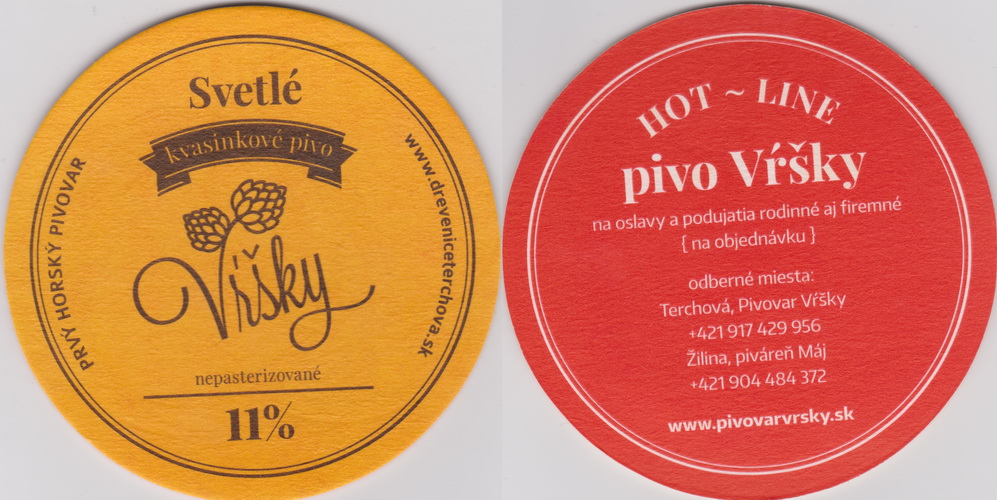 Svetlé
kvasinkové pivo
PRVÝ HORSKÝ PIVOVAR
www.dreveniceterchova.sk
Vŕšky
nepasterizované
11%
HOT ~ LINE
pivo Vŕšky
na oslavy a podujatia rodinné aj firemné
{ na objednávku }
odberné miesta:
Terchová, Pivovar Vŕšky
+421 917 429 956
Žilina, piváreň Máj
+421 904 484 372
www.pivovarvrsky.sk